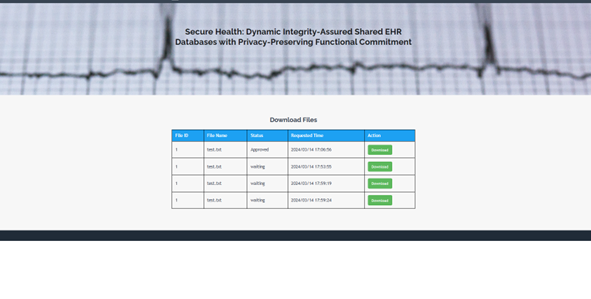 Secure Health: Dynamic Integrity-Assured Shared EHR
Databases with Privacy-Preserving Functional Commitment
Download Files
File ID File Name Status Requested Time Action
1 test.txt Approved 2024/03/14 17:06:56 Download
1 test.txt waiting 2024/03/14 17:53:55 Download
1 test.txt waiting 2024/03/14 17:59:19 Download
1 test.txt waiting 2024/03/14 17:59:24 Download